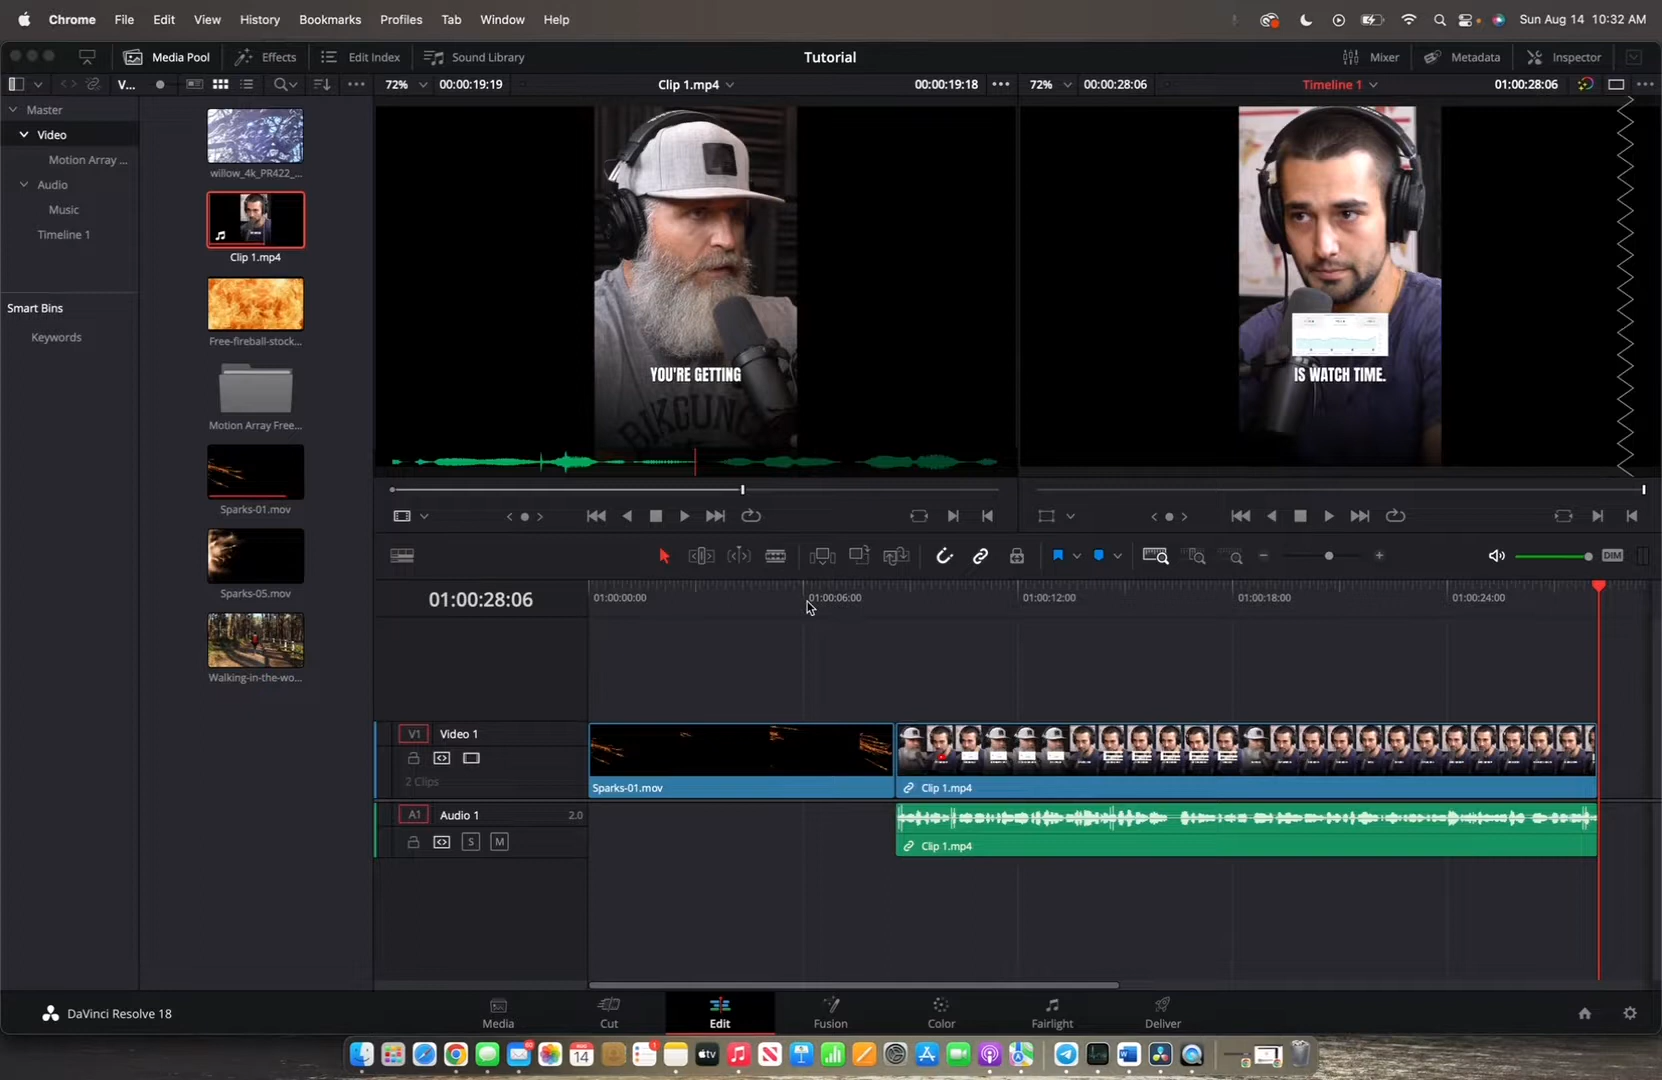 Chrome File Edit View History Bookmarks Profiles Tab Window Help Sun Aug 14 10:32 AM
Media Pool Effects Edit Index Sound Library Tutorial Mixer Metadata Inspector
V... 72% 00:00:19:19 Clip 1.mp4 00:00:19:18 72% 00:00:28:06 Timeline 1 01:00:28:06
Master
Video
Motion Array ...
Audio
Music
Timeline 1
Smart Bins
Keywords
willow_4k_PR422_...
Clip 1.mp4
Free-fireball-stock...
Motion Array Free...
Sparks-01.mov
Sparks-05.mov
Walking-in-the-wo...
YOU'RE GETTING
IS WATCH TIME.
DIM
01:00:28:06
01:00:00:00 01:00:06:00 01:00:12:00 01:00:18:00 01:00:24:00
V1 Video 1
2 Clips
Sparks-01.mov Clip 1.mp4
A1 Audio 1 2.0
S M
Clip 1.mp4
DaVinci Resolve 18
Media Cut Edit Fusion Color Fairlight Deliver